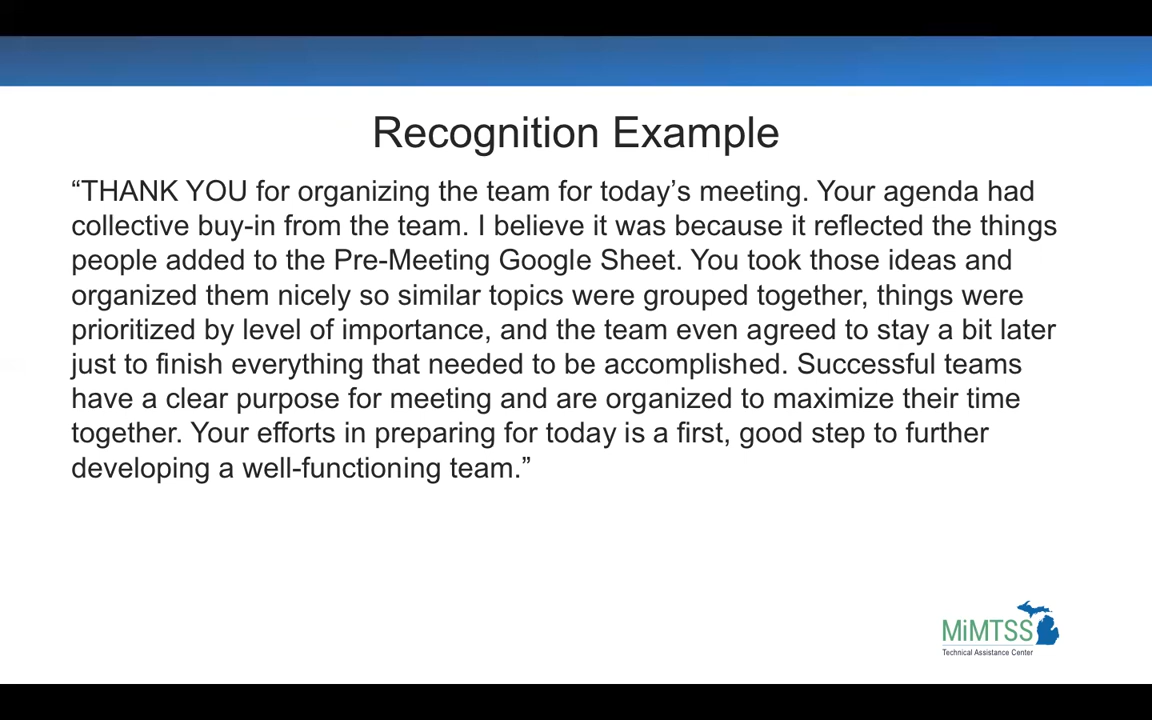 Recognition Example
“THANK YOU for organizing the team for today’s meeting. Your agenda had
collective buy-in from the team. I believe it was because it reflected the things
people added to the Pre-Meeting Google Sheet. You took those ideas and
organized them nicely so similar topics were grouped together, things were
prioritized by level of importance, and the team even agreed to stay a bit later
just to finish everything that needed to be accomplished. Successful teams
have a clear purpose for meeting and are organized to maximize their time
together. Your efforts in preparing for today is a first, good step to further
developing a well-functioning team.”
MiMTSS
Technical Assistance Center